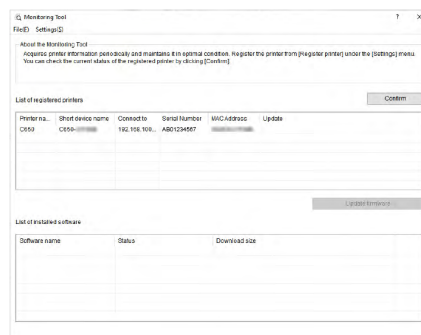 Monitoring Tool
File(F) Settings(S)
About the Monitoring Tool
Acquires printer information periodically and maintains it in optimal condition. Register the printer from [Register printer] under the [Settings] menu.
You can check the current status of the registered printer by clicking [Confirm].
List of registered printers
Confirm
Printer na... Short device name Connect to Serial Number MAC Address Update
C650 C650- 192.168.100... AB01234567
Update firmware
List of installed software
Software name Status Download size